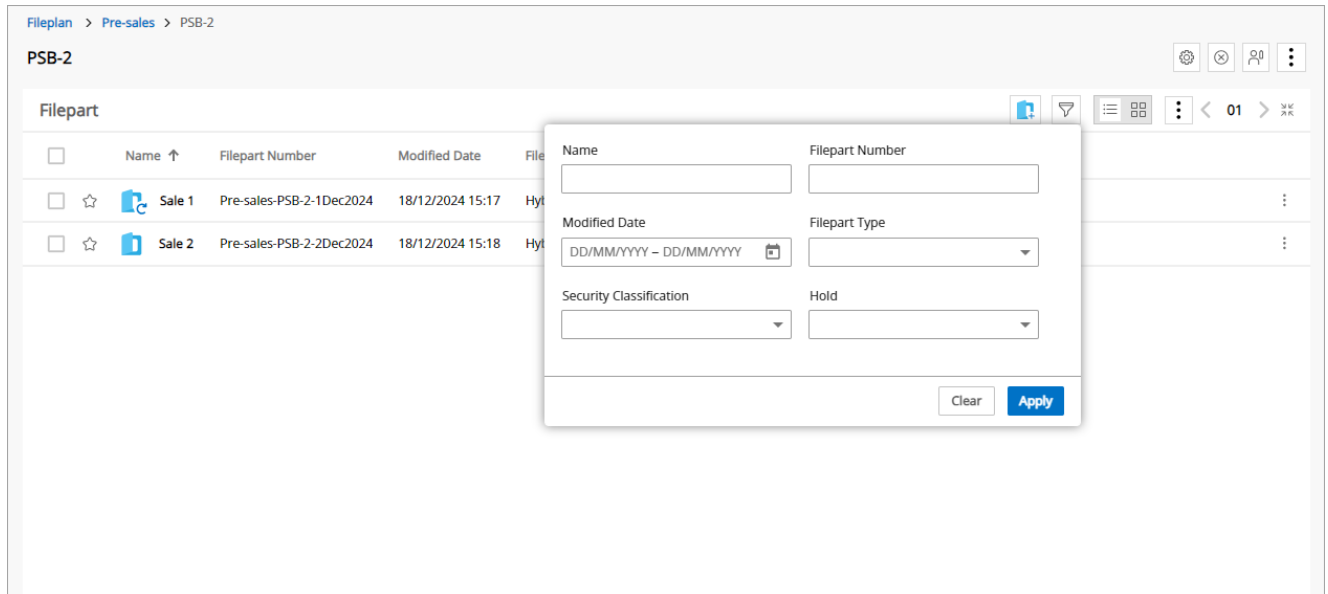 Fileplan > Pre-sales > PSB-2
PSB-2
Filepart
01
Name ↑ Filepart Number Modified Date
Sale 1 Pre-sales-PSB-2-1Dec2024 18/12/2024 15:17
Sale 2 Pre-sales-PSB-2-2Dec2024 18/12/2024 15:18
Name Filepart Number
Modified Date Filepart Type
DD/MM/YYYY – DD/MM/YYYY
Security Classification Hold
Clear Apply